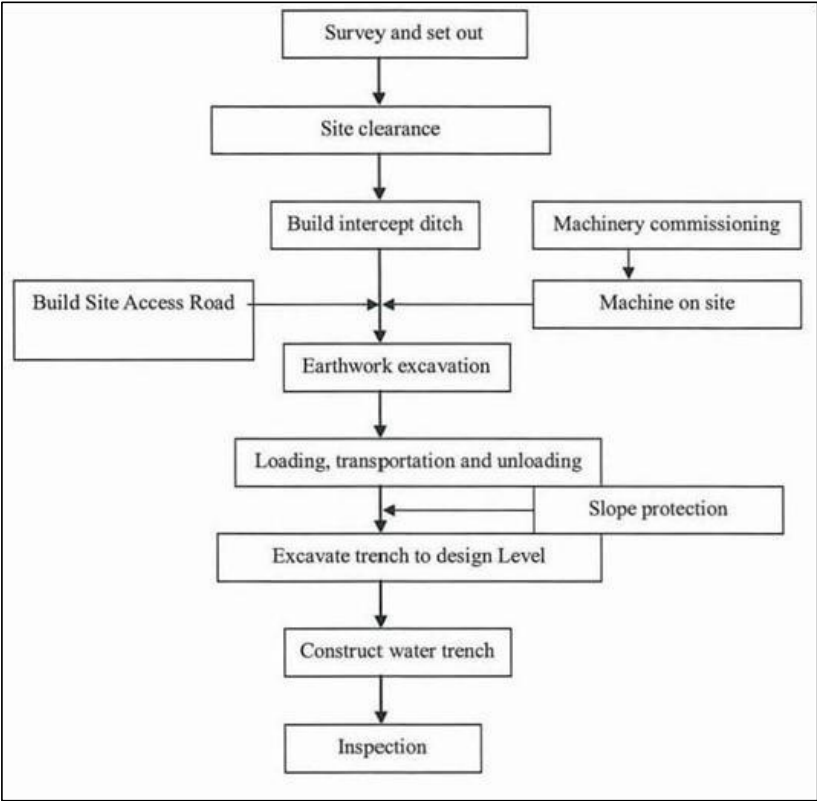 Survey and set out
Site clearance
Build intercept ditch
Machinery commissioning
Build Site Access Road
Machine on site
Earthwork excavation
Loading, transportation and unloading
Slope protection
Excavate trench to design Level
Construct water trench
Inspection